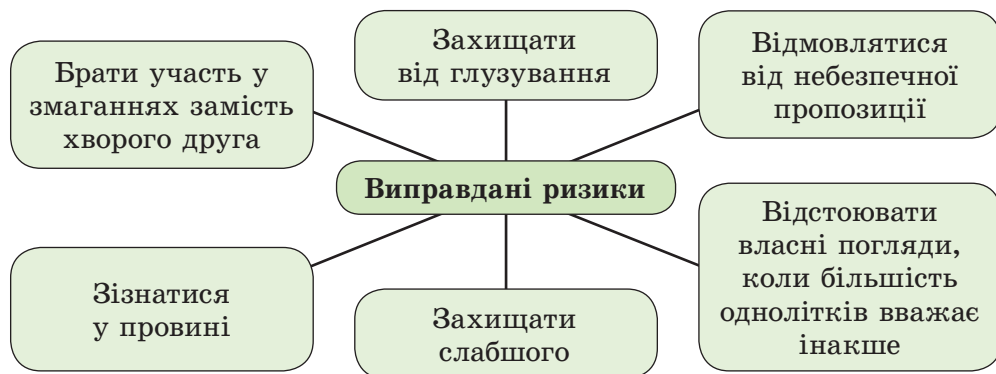 Брати участь у
змаганнях замість
хворого друга
Захищати
від глузування
Відмовлятися
від небезпечної
пропозиції
Виправдані ризики
Зізнатися
у провині
Захищати
слабшого
Відстоювати
власні погляди,
коли більшість
однолітків вважає
інакше